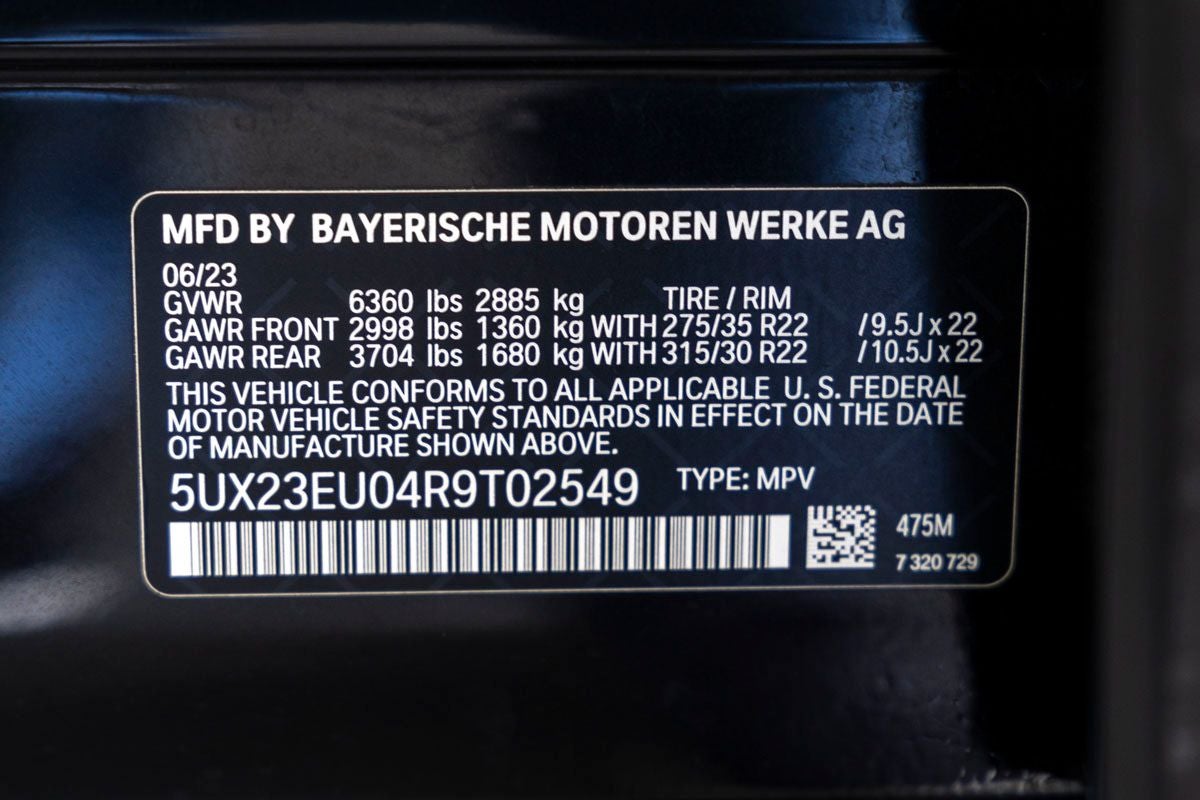 MFD BY BAYERISCHE MOTOREN WERKE AG
06/23
GVWR 6360 lbs 2885 kg TIRE / RIM
GAWR FRONT 2998 lbs 1360 kg WITH 275/35 R22 /9.5J x 22
GAWR REAR 3704 lbs 1680 kg WITH 315/30 R22 /10.5J x 22
THIS VEHICLE CONFORMS TO ALL APPLICABLE U. S. FEDERAL
MOTOR VEHICLE SAFETY STANDARDS IN EFFECT ON THE DATE
OF MANUFACTURE SHOWN ABOVE.
5UX23EU04R9T02549 TYPE: MPV
475M
7 320 729